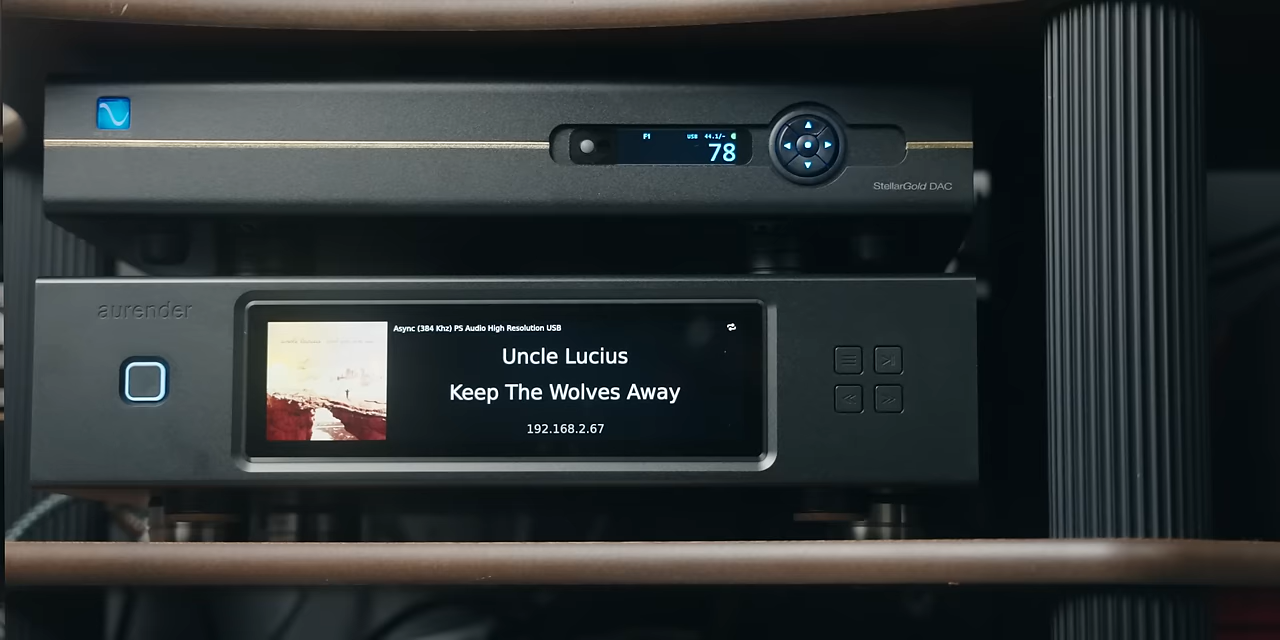 F1 USB 44.1/-
78
StellarGold DAC
aurender
Async (384 Khz) PS Audio High Resolution USB
Uncle Lucius
Keep The Wolves Away
192.168.2.67